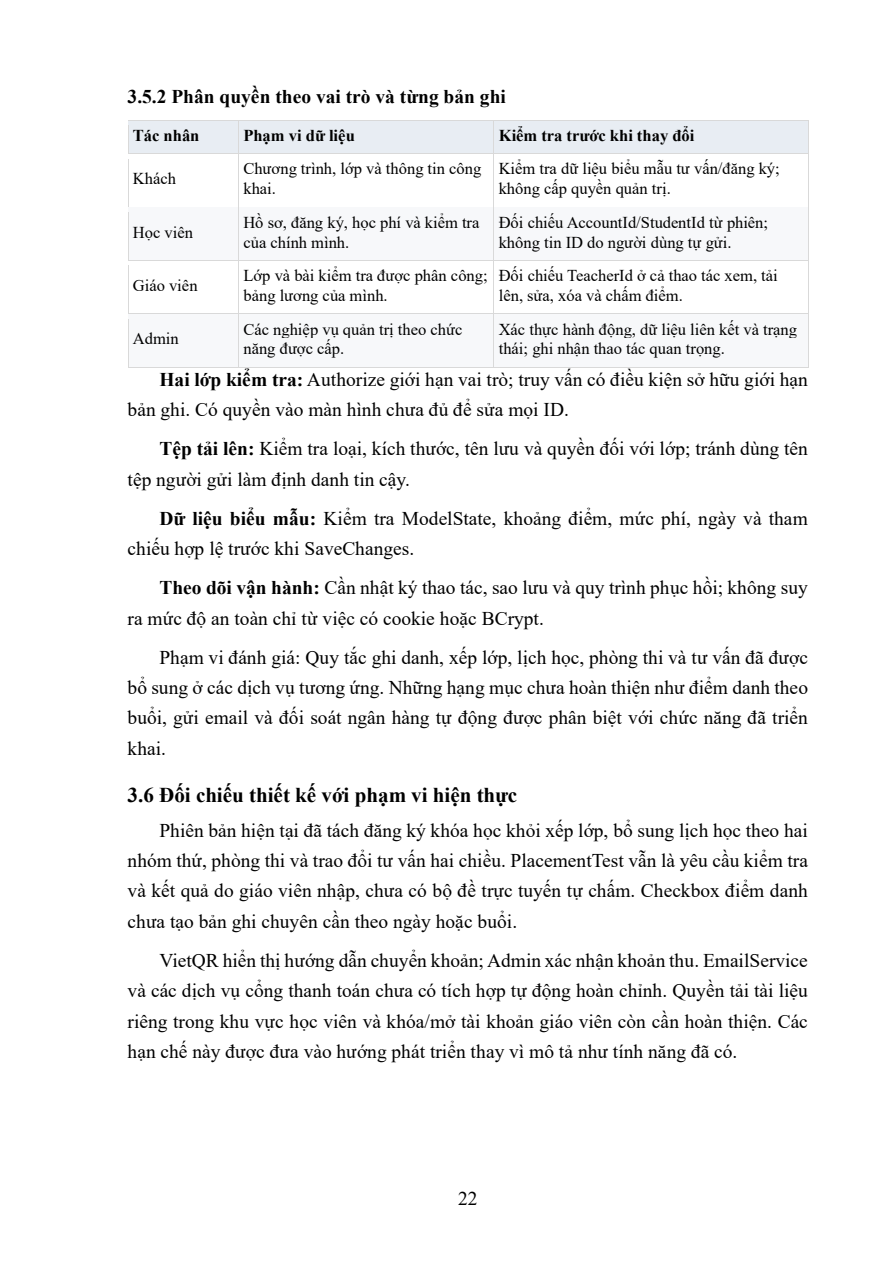 3.5.2 Phân quyền theo vai trò và từng bản ghi
Tác nhân Phạm vi dữ liệu Kiểm tra trước khi thay đổi
Khách Chương trình, lớp và thông tin công khai. Kiểm tra dữ liệu biểu mẫu tư vấn/đăng ký; không cấp quyền quản trị.
Học viên Hồ sơ, đăng ký, học phí và kiểm tra của chính mình. Đối chiếu AccountId/StudentId từ phiên; không tin ID do người dùng tự gửi.
Giáo viên Lớp và bài kiểm tra được phân công; bảng lương của mình. Đối chiếu TeacherId ở cả thao tác xem, tải lên, sửa, xóa và chấm điểm.
Admin Các nghiệp vụ quản trị theo chức năng được cấp. Xác thực hành động, dữ liệu liên kết và trạng thái; ghi nhận thao tác quan trọng.
Hai lớp kiểm tra: Authorize giới hạn vai trò; truy vấn có điều kiện sở hữu giới hạn
bản ghi. Có quyền vào màn hình chưa đủ để sửa mọi ID.
Tệp tải lên: Kiểm tra loại, kích thước, tên lưu và quyền đối với lớp; tránh dùng tên
tệp người gửi làm định danh tin cậy.
Dữ liệu biểu mẫu: Kiểm tra ModelState, khoảng điểm, mức phí, ngày và tham
chiếu hợp lệ trước khi SaveChanges.
Theo dõi vận hành: Cần nhật ký thao tác, sao lưu và quy trình phục hồi; không suy
ra mức độ an toàn chỉ từ việc có cookie hoặc BCrypt.
Phạm vi đánh giá: Quy tắc ghi danh, xếp lớp, lịch học, phòng thi và tư vấn đã được
bổ sung ở các dịch vụ tương ứng. Những hạng mục chưa hoàn thiện như điểm danh theo
buổi, gửi email và đối soát ngân hàng tự động được phân biệt với chức năng đã triển
khai.
3.6 Đối chiếu thiết kế với phạm vi hiện thực
Phiên bản hiện tại đã tách đăng ký khóa học khỏi xếp lớp, bổ sung lịch học theo hai
nhóm thứ, phòng thi và trao đổi tư vấn hai chiều. PlacementTest vẫn là yêu cầu kiểm tra
và kết quả do giáo viên nhập, chưa có bộ đề trực tuyến tự chấm. Checkbox điểm danh
chưa tạo bản ghi chuyên cần theo ngày hoặc buổi.
VietQR hiển thị hướng dẫn chuyển khoản; Admin xác nhận khoản thu. EmailService
và các dịch vụ cổng thanh toán chưa có tích hợp tự động hoàn chỉnh. Quyền tải tài liệu
riêng trong khu vực học viên và khóa/mở tài khoản giáo viên còn cần hoàn thiện. Các
hạn chế này được đưa vào hướng phát triển thay vì mô tả như tính năng đã có.
22